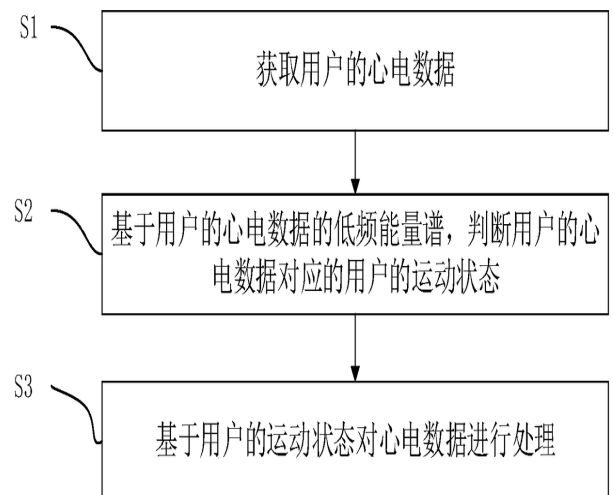 S1
获取用户的心电数据
S2
基于用户的心电数据的低频能量谱，判断用户的心
电数据对应的用户的运动状态
S3
基于用户的运动状态对心电数据进行处理